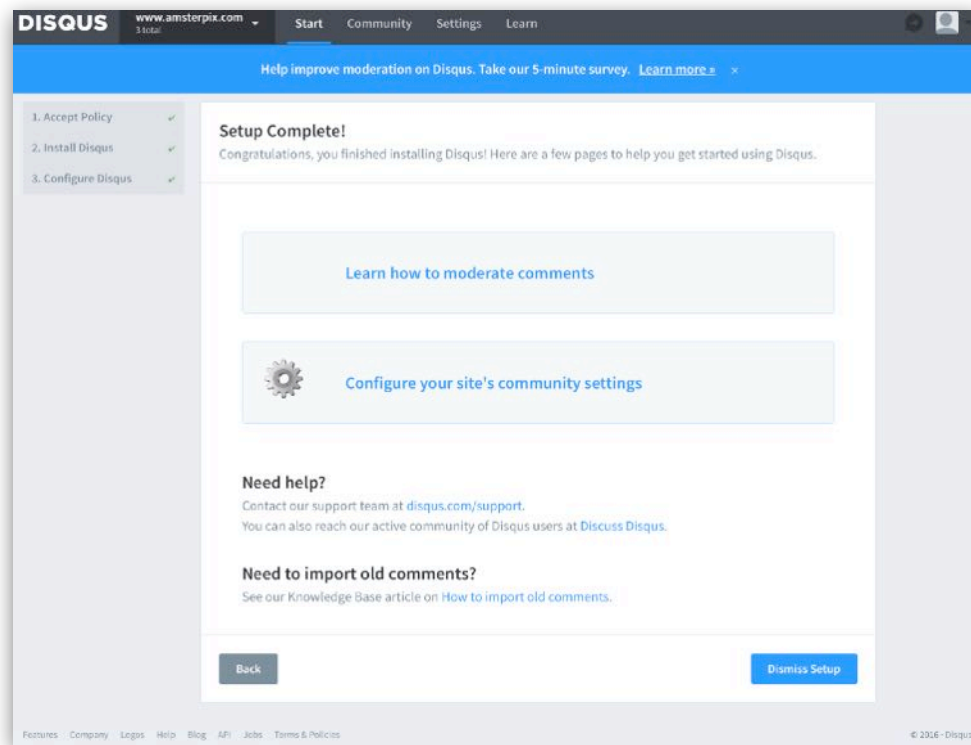 DISQUS
www.amsterpix.com
3 total
Start Community Settings Learn
Help improve moderation on Disqus. Take our 5-minute survey. Learn more » ×
1. Accept Policy
2. Install Disqus
3. Configure Disqus
Setup Complete!
Congratulations, you finished installing Disqus! Here are a few pages to help you get started using Disqus.
Learn how to moderate comments
Configure your site's community settings
Need help?
Contact our support team at disqus.com/support.
You can also reach our active community of Disqus users at Discuss Disqus.
Need to import old comments?
See our Knowledge Base article on How to import old comments.
Back
Dismiss Setup
Features Company Logos Help Blog API Jobs Terms & Policies
© 2016 - Disqus